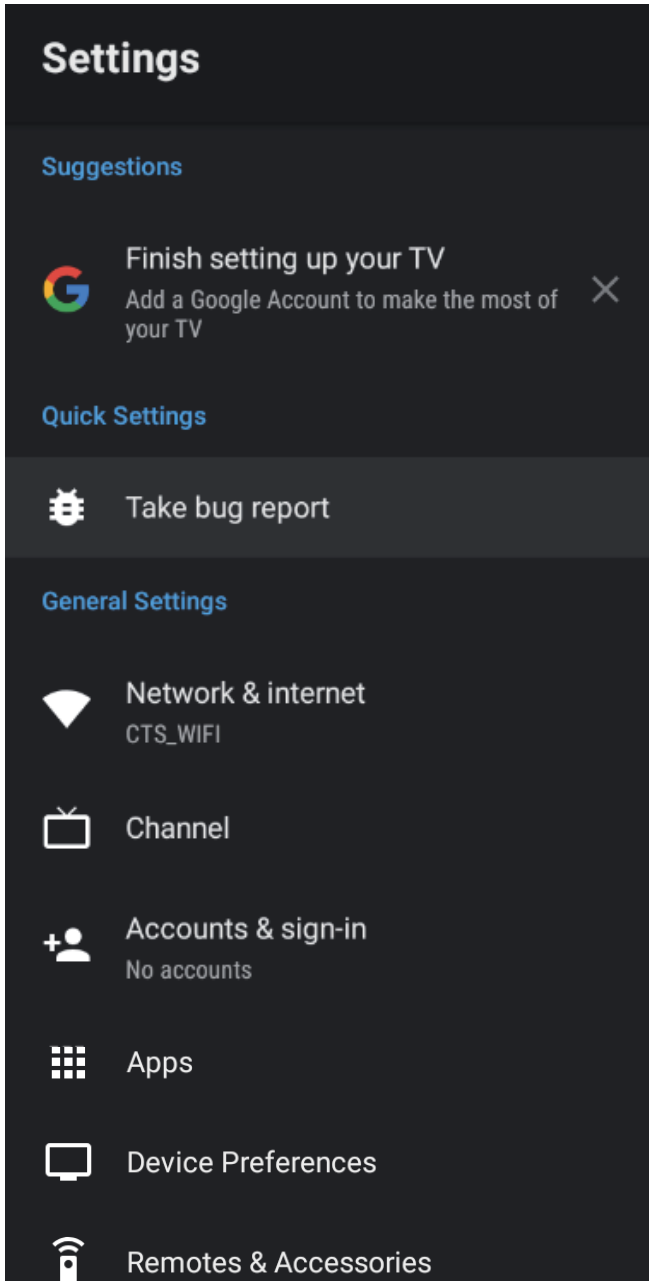 Settings
Suggestions
Finish setting up your TV
Add a Google Account to make the most of
your TV
Quick Settings
Take bug report
General Settings
Network & internet
CTS_WIFI
Channel
Accounts & sign-in
No accounts
Apps
Device Preferences
Remotes & Accessories